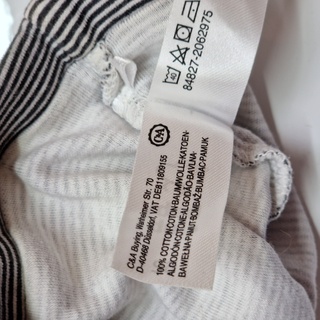 40
84827-2062975
C&A
C&A Buying, Wanheimer Str. 70
D-40468 Düsseldorf, VAT DE811809155
100% COTTON-COTON-BAUMWOLLE-KATOEN-
ALGODÓN-COTONE-ALGODÃO-BAVLNA-
BAWEŁNA-PAMUT-BOMBAŽ-BUMBAC-PAMUK